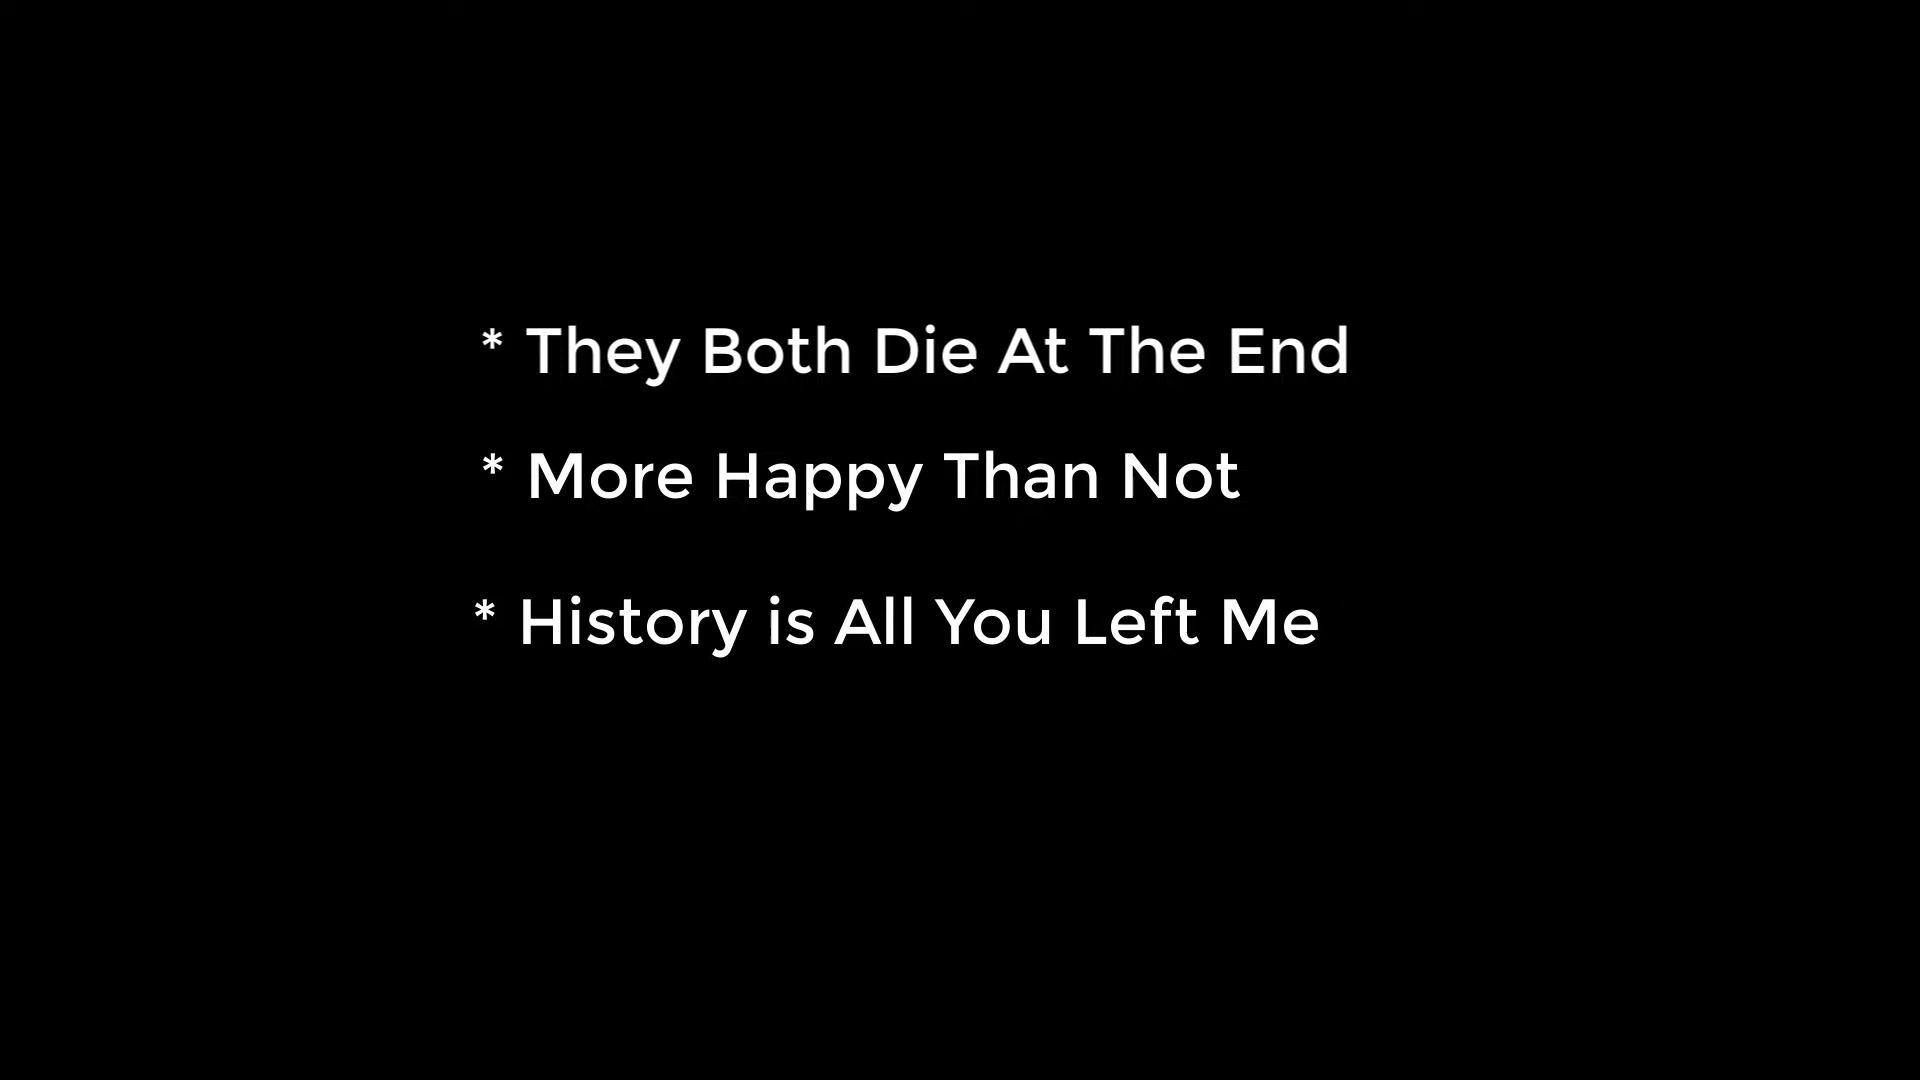 * They Both Die At The End
* More Happy Than Not
* History is All You Left Me